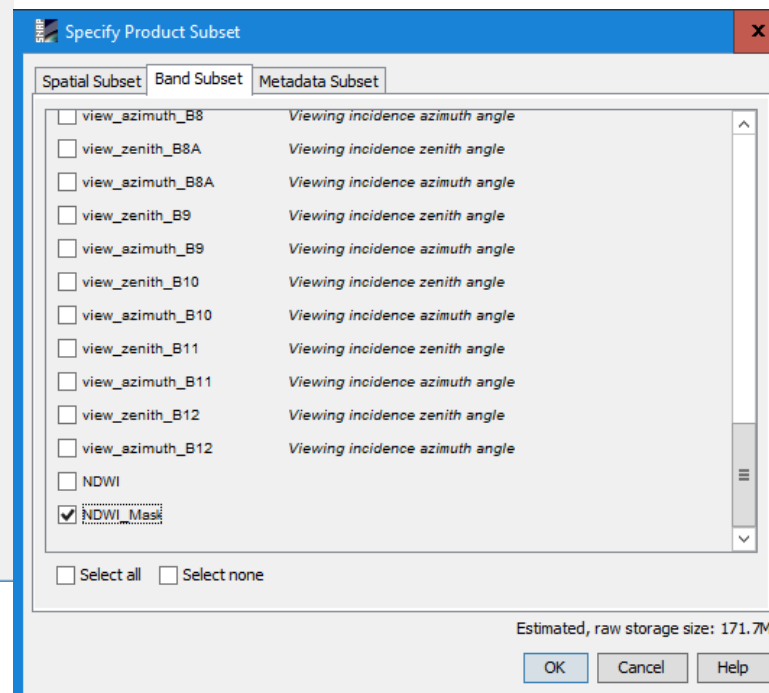 SNAP Specify Product Subset x
Spatial Subset Band Subset Metadata Subset
view_azimuth_B8 Viewing incidence azimuth angle
view_zenith_B8A Viewing incidence zenith angle
view_azimuth_B8A Viewing incidence azimuth angle
view_zenith_B9 Viewing incidence zenith angle
view_azimuth_B9 Viewing incidence azimuth angle
view_zenith_B10 Viewing incidence zenith angle
view_azimuth_B10 Viewing incidence azimuth angle
view_zenith_B11 Viewing incidence zenith angle
view_azimuth_B11 Viewing incidence azimuth angle
view_zenith_B12 Viewing incidence zenith angle
view_azimuth_B12 Viewing incidence azimuth angle
NDWI
NDWI_Mask
Select all Select none
Estimated, raw storage size: 171.7M
OK Cancel Help